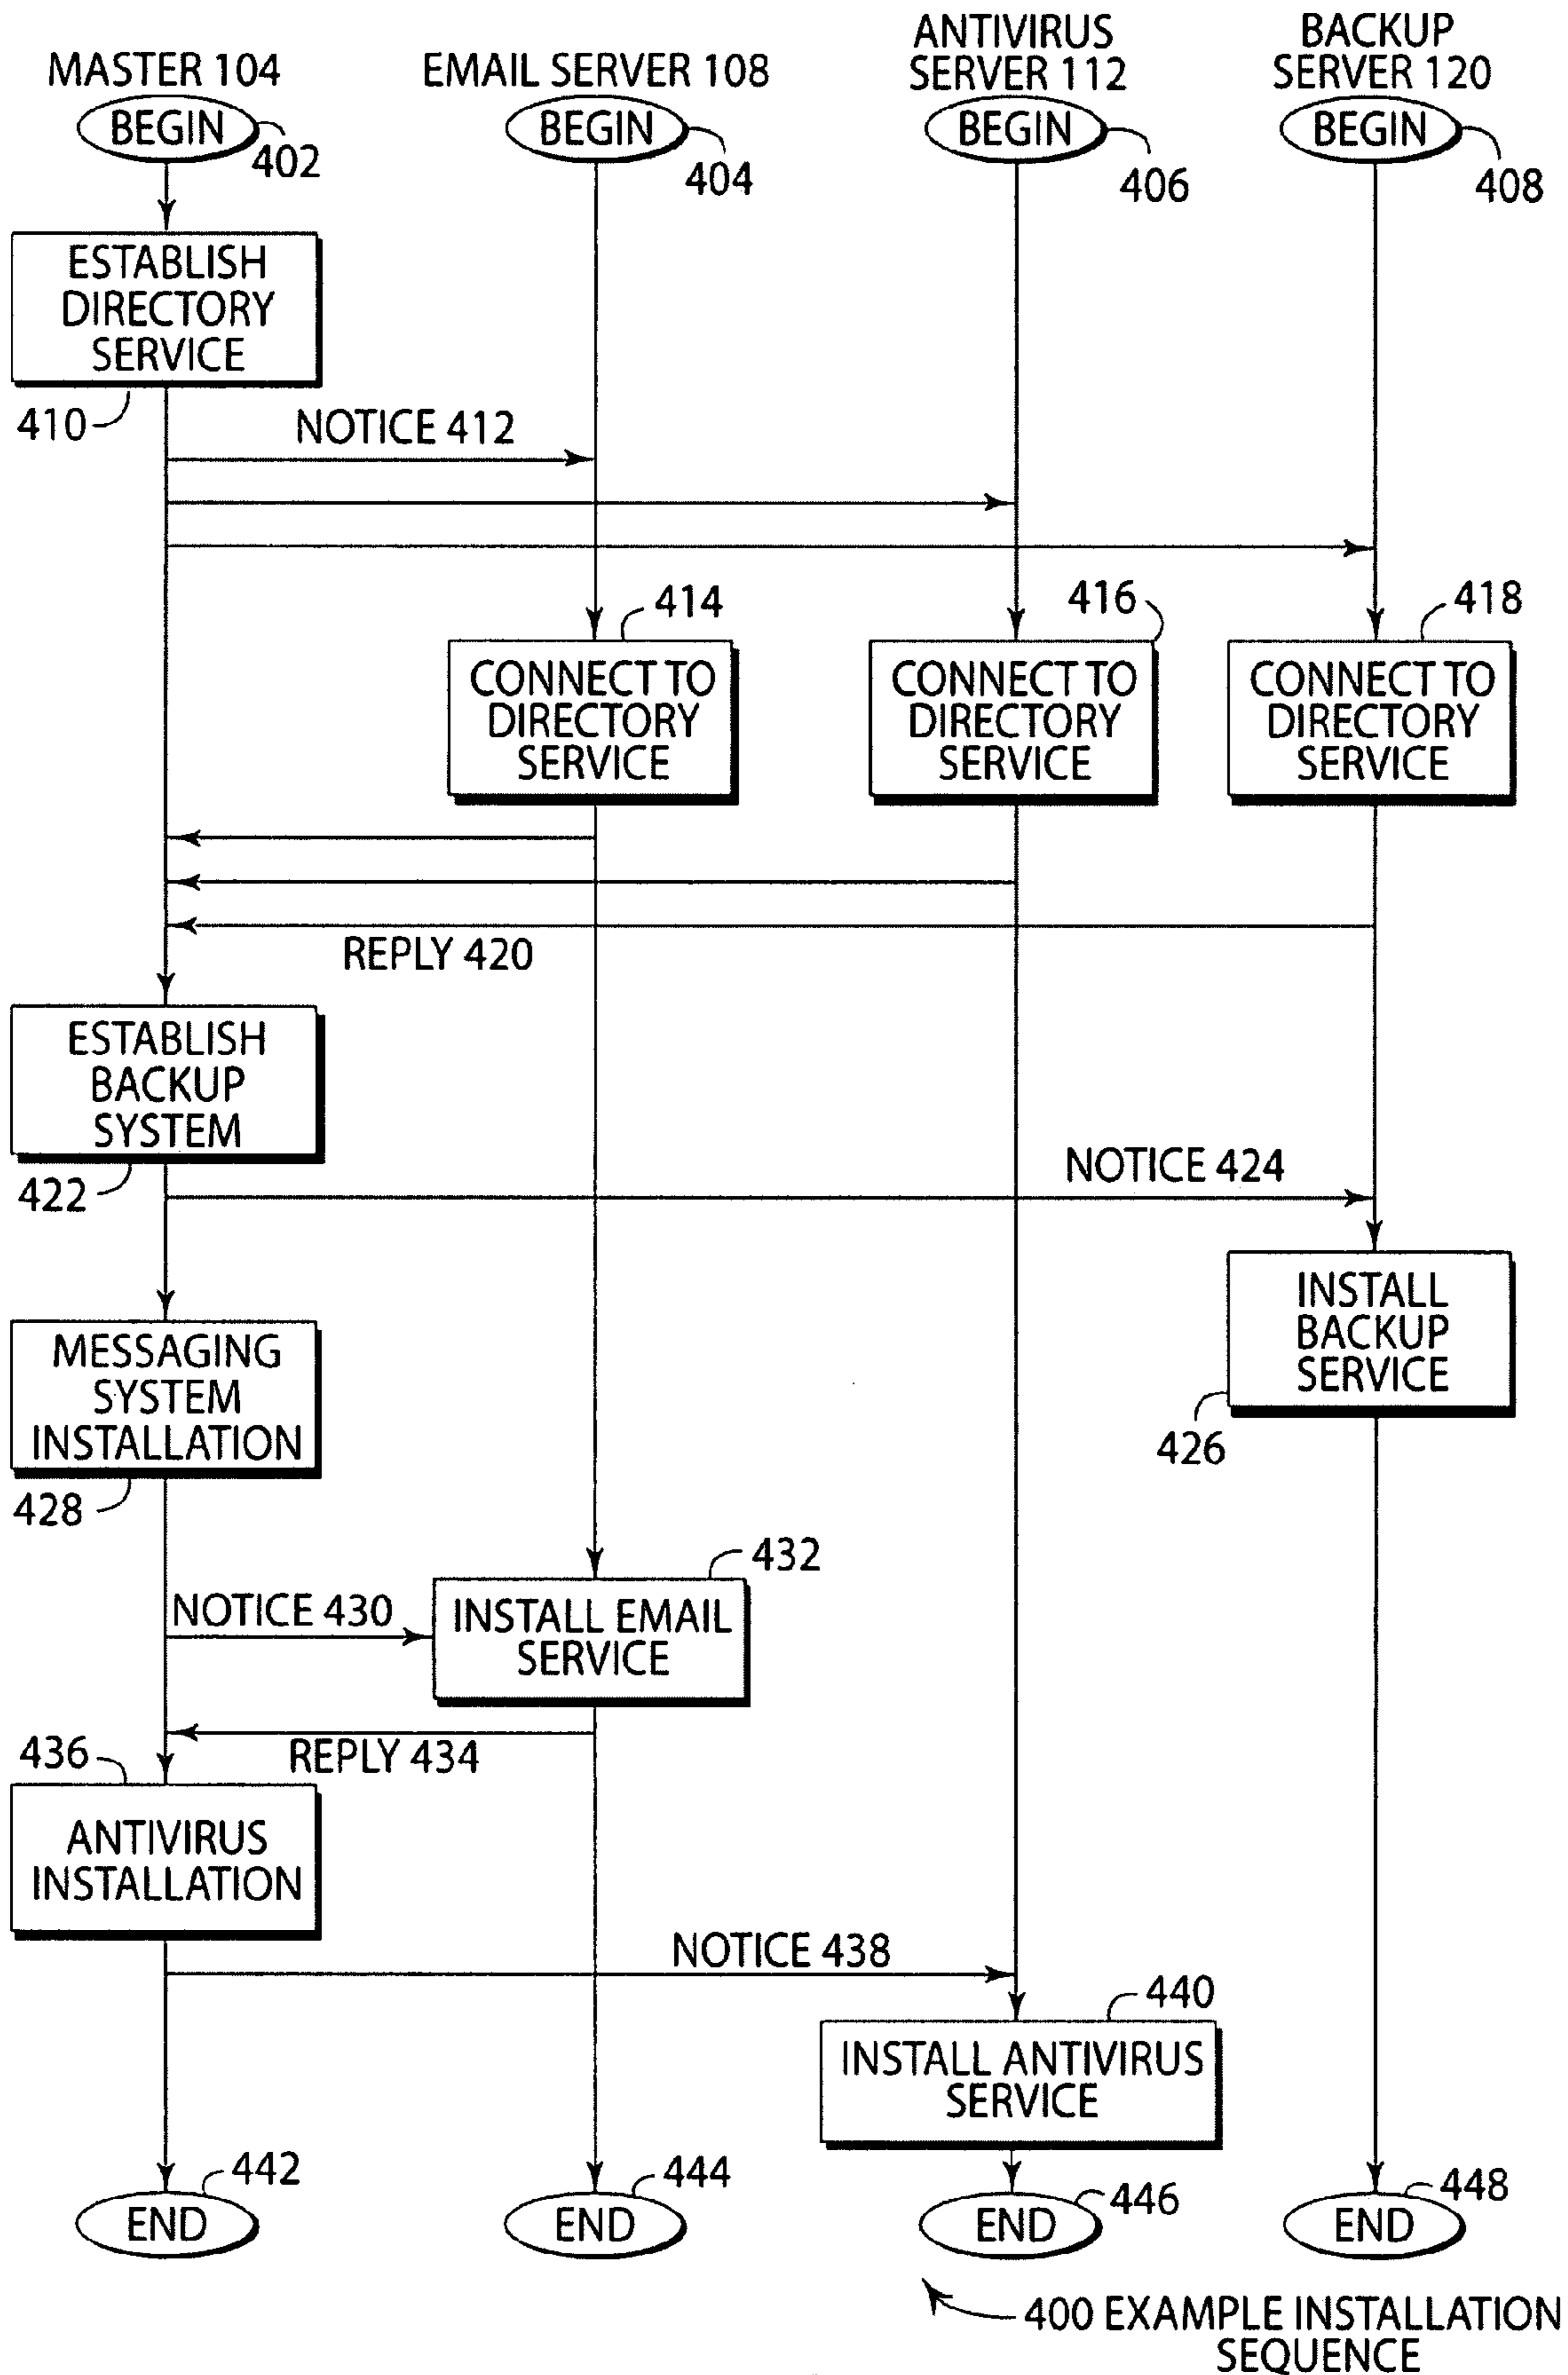 MASTER 104
EMAIL SERVER 108
ANTIVIRUS
SERVER 112
BACKUP
SERVER 120
BEGIN
402
BEGIN
404
BEGIN
406
BEGIN
408
ESTABLISH
DIRECTORY
SERVICE
410
NOTICE 412
414
CONNECT TO
DIRECTORY
SERVICE
416
CONNECT TO
DIRECTORY
SERVICE
418
CONNECT TO
DIRECTORY
SERVICE
REPLY 420
ESTABLISH
BACKUP
SYSTEM
422
NOTICE 424
INSTALL
BACKUP
SERVICE
426
MESSAGING
SYSTEM
INSTALLATION
428
NOTICE 430
432
INSTALL EMAIL
SERVICE
REPLY 434
436
ANTIVIRUS
INSTALLATION
NOTICE 438
440
INSTALL ANTIVIRUS
SERVICE
442
END
444
END
446
END
448
END
400 EXAMPLE INSTALLATION
SEQUENCE